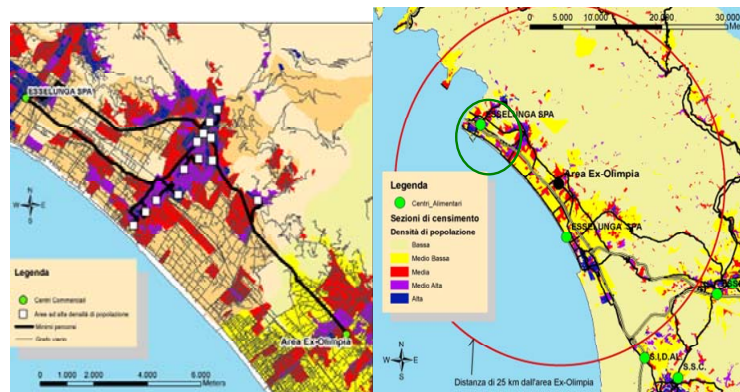 ESSELUNGA SPA
N
W E
S
Legenda
Centri Commerciali
Aree ad alta densità di popolazione
Minimi percorsi
Grafo viario
0 2.000 4.000 6.000
Meters
Area Ex-Olimpia
0 5.000 10.000 20.000 30.000
Me
ESSELUNGA SPA
Area Ex-Olimpia
ESSELUNGA SPA
Legenda
Centri_Alimentari
Sezioni di censimento
Densità di popolazione
Bassa
Medio Bassa
Media
Medio Alta
Alta
S.I.DAL
S.S.C.
N
W E
S
Distanza di 25 km dall'area Ex-Olimpia